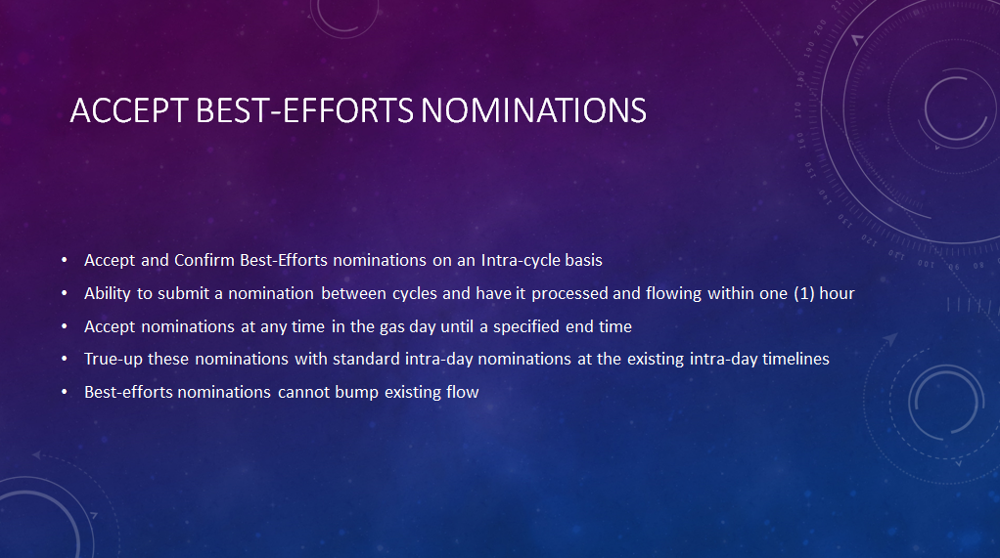 ACCEPT BEST-EFFORTS NOMINATIONS
• Accept and Confirm Best-Efforts nominations on an Intra-cycle basis
• Ability to submit a nomination between cycles and have it processed and flowing within one (1) hour
• Accept nominations at any time in the gas day until a specified end time
• True-up these nominations with standard intra-day nominations at the existing intra-day timelines
• Best-efforts nominations cannot bump existing flow